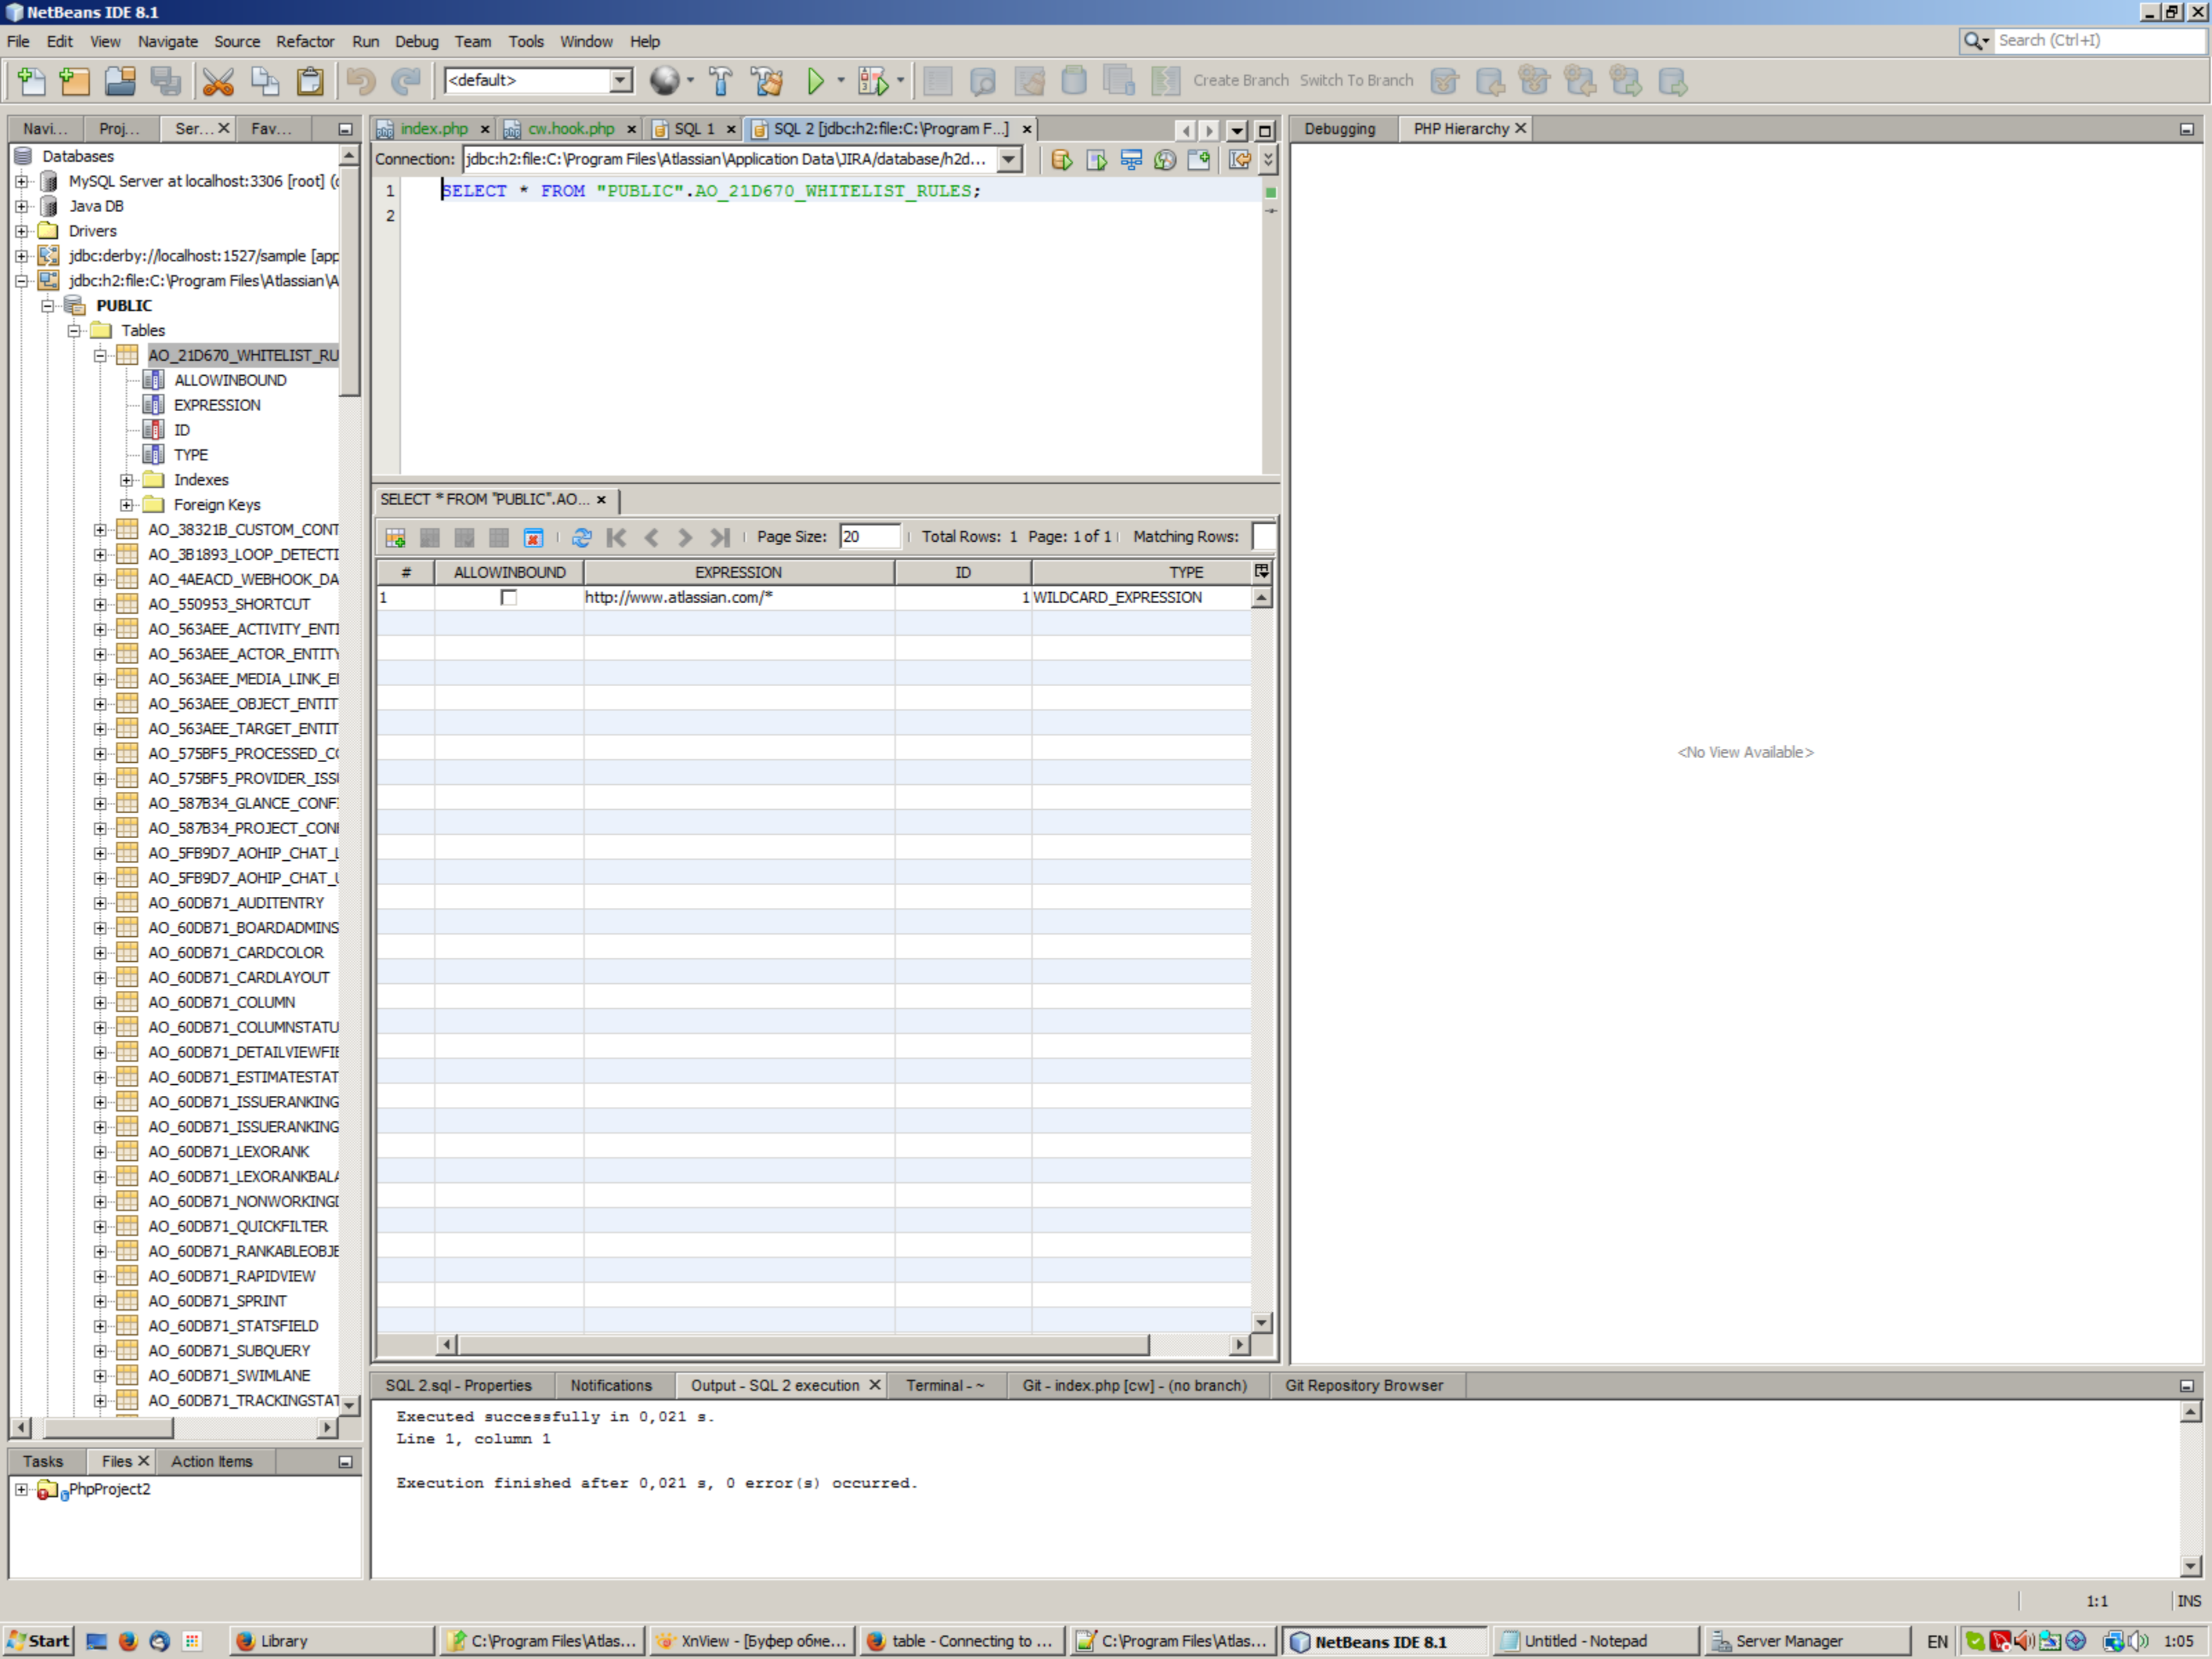 NetBeans IDE 8.1
File Edit View Navigate Source Refactor Run Debug Team Tools Window Help
Search (Ctrl+I)
<default>
Create Branch Switch To Branch
Navi... Proj... Ser... Fav...
Databases
MySQL Server at localhost:3306 [root] (
Java DB
Drivers
jdbc:derby://localhost:1527/sample [app
jdbc:h2:file:C:\Program Files\Atlassian\A
PUBLIC
Tables
AO_21D670_WHITELIST_RU
ALLOWINBOUND
EXPRESSION
ID
TYPE
Indexes
Foreign Keys
AO_38321B_CUSTOM_CONT
AO_3B1893_LOOP_DETECTI
AO_4AEACD_WEBHOOK_DA
AO_550953_SHORTCUT
AO_563AEE_ACTIVITY_ENTI
AO_563AEE_ACTOR_ENTITY
AO_563AEE_MEDIA_LINK_E
AO_563AEE_OBJECT_ENTIT
AO_563AEE_TARGET_ENTIT
AO_575BF5_PROCESSED_C
AO_575BF5_PROVIDER_ISS
AO_587B34_GLANCE_CONF
AO_587B34_PROJECT_CON
AO_5FB9D7_AOHIP_CHAT_
AO_5FB9D7_AOHIP_CHAT_
AO_60DB71_AUDITENTRY
AO_60DB71_BOARDADMINS
AO_60DB71_CARDCOLOR
AO_60DB71_CARDLAYOUT
AO_60DB71_COLUMN
AO_60DB71_COLUMNSTATU
AO_60DB71_DETAILVIEWFIE
AO_60DB71_ESTIMATESTAT
AO_60DB71_ISSUERANKING
AO_60DB71_ISSUERANKING
AO_60DB71_LEXORANK
AO_60DB71_LEXORANKBALA
AO_60DB71_NONWORKING
AO_60DB71_QUICKFILTER
AO_60DB71_RANKABLEOBJE
AO_60DB71_RAPIDVIEW
AO_60DB71_SPRINT
AO_60DB71_STATSFIELD
AO_60DB71_SUBQUERY
AO_60DB71_SWIMLANE
AO_60DB71_TRACKINGSTAT
Tasks Files Action Items
PhpProject2
index.php cw.hook.php SQL 1 SQL 2 [jdbc:h2:file:C:\Program F...]
Connection: jdbc:h2:file:C:\Program Files\Atlassian\Application Data\JIRA/database/h2d...
1 SELECT * FROM "PUBLIC".AO_21D670_WHITELIST_RULES;
2
SELECT * FROM "PUBLIC".AO...
Page Size: 20 Total Rows: 1 Page: 1 of 1 Matching Rows:
# ALLOWINBOUND EXPRESSION ID TYPE
1 http://www.atlassian.com/* 1 WILDCARD_EXPRESSION
Debugging PHP Hierarchy
<No View Available>
SQL 2.sql - Properties Notifications Output - SQL 2 execution Terminal - ~ Git - index.php [cw] - (no branch) Git Repository Browser
Executed successfully in 0,021 s.
Line 1, column 1
Execution finished after 0,021 s, 0 error(s) occurred.
1:1 INS
Start Library C:\Program Files\Atlas... XnView - [Буфер обме... table - Connecting to ... C:\Program Files\Atlas... NetBeans IDE 8.1 Untitled - Notepad Server Manager EN 1:05